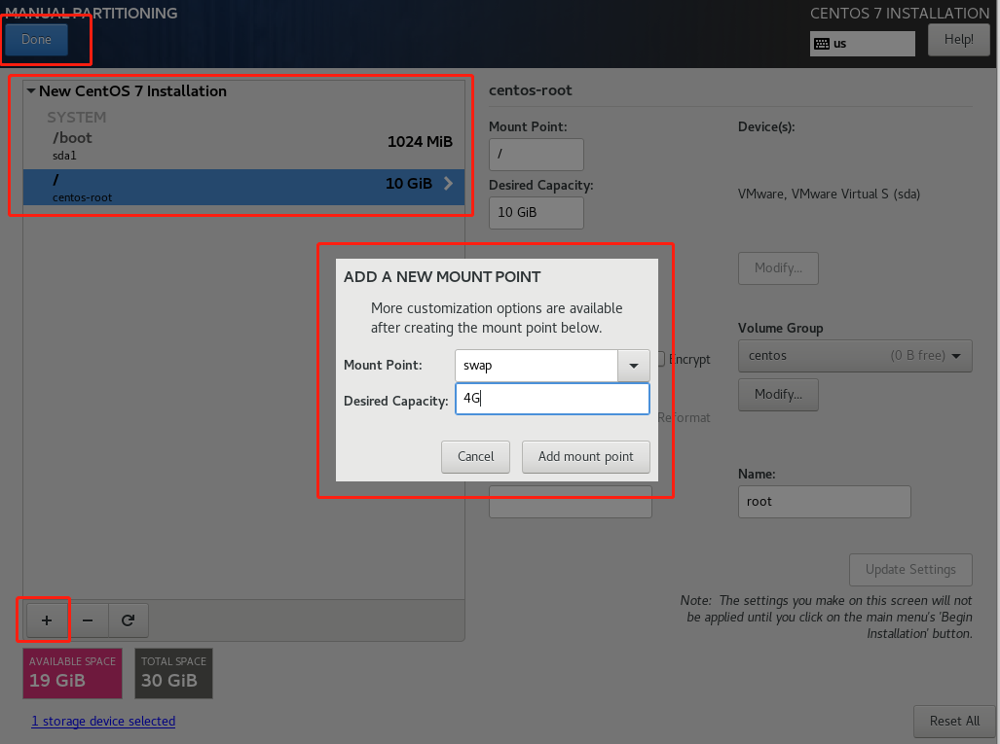 MANUAL PARTITIONING
CENTOS 7 INSTALLATION
Done
us
Help!
New CentOS 7 Installation
SYSTEM
/boot
1024 MiB
sda1
/
10 GiB
centos-root
centos-root
Mount Point:
Device(s):
/
Desired Capacity:
VMware, VMware Virtual S (sda)
10 GiB
Modify...
Volume Group
Encrypt
centos (0 B free)
Modify...
Reformat
Name:
root
Update Settings
Note: The settings you make on this screen will not
be applied until you click on the main menu's 'Begin
Installation' button.
ADD A NEW MOUNT POINT
More customization options are available
after creating the mount point below.
Mount Point: swap
Desired Capacity: 4G
Cancel Add mount point
+ −
AVAILABLE SPACE
19 GiB
TOTAL SPACE
30 GiB
1 storage device selected
Reset All